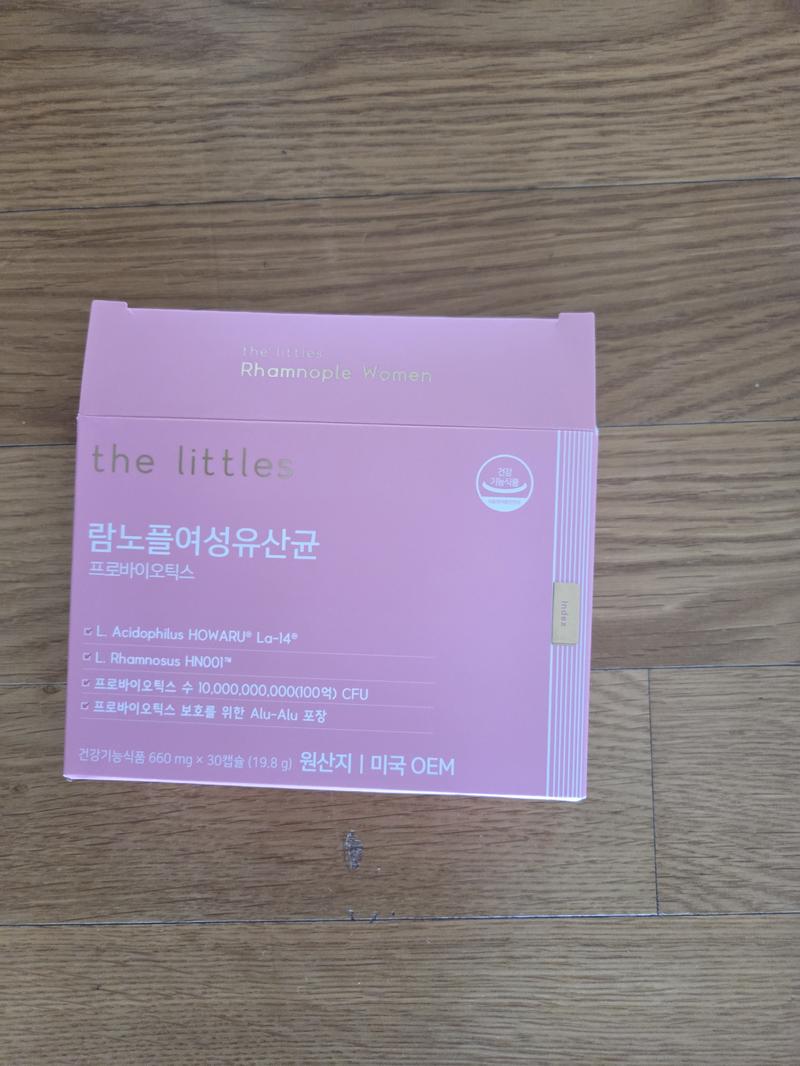 the littles
Rhamnople Women
the littles
건강
기능식품
람노플여성유산균
프로바이오틱스
index
L. Acidophilus HOWARU® La-14®
L. Rhamnosus HN001™
프로바이오틱스 수 10,000,000,000(100억) CFU
프로바이오틱스 보호를 위한 Alu-Alu 포장
건강기능식품 660 mg × 30캡슐 (19.8 g) 원산지 | 미국 OEM